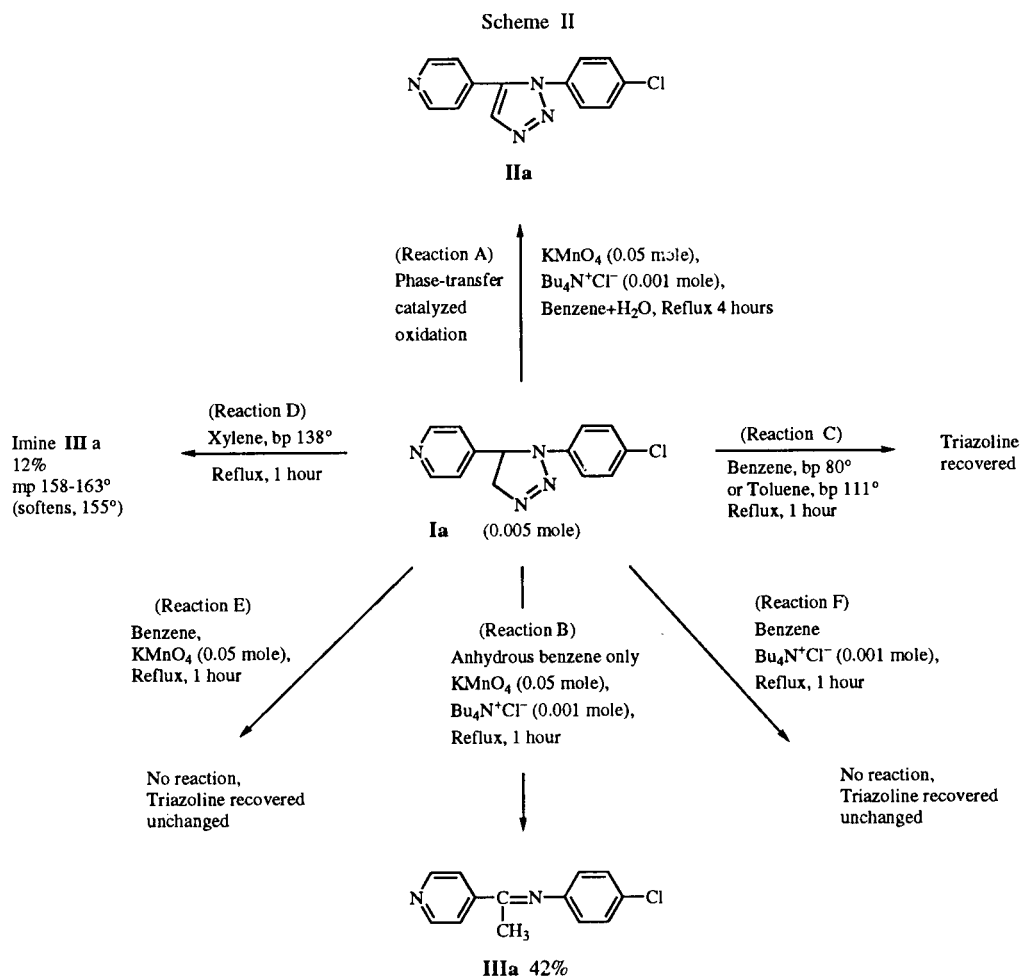 Scheme II
N
N
N
N
Cl
IIa
(Reaction A)
Phase-transfer
catalyzed
oxidation
KMnO₄ (0.05 mole),
Bu₄N⁺Cl⁻ (0.001 mole),
Benzene+H₂O, Reflux 4 hours
Imine III a
12%
mp 158-163°
(softens, 155°)
(Reaction D)
Xylene, bp 138°
Reflux, 1 hour
N
N
N
N
Cl
Ia (0.005 mole)
(Reaction C)
Benzene, bp 80°
or Toluene, bp 111°
Reflux, 1 hour
Triazoline
recovered
(Reaction E)
Benzene,
KMnO₄ (0.05 mole),
Reflux, 1 hour
(Reaction B)
Anhydrous benzene only
KMnO₄ (0.05 mole),
Bu₄N⁺Cl⁻ (0.001 mole),
Reflux, 1 hour
(Reaction F)
Benzene
Bu₄N⁺Cl⁻ (0.001 mole),
Reflux, 1 hour
No reaction,
Triazoline recovered
unchanged
No reaction,
Triazoline recovered
unchanged
N
C=N
Cl
CH₃
IIIa 42%